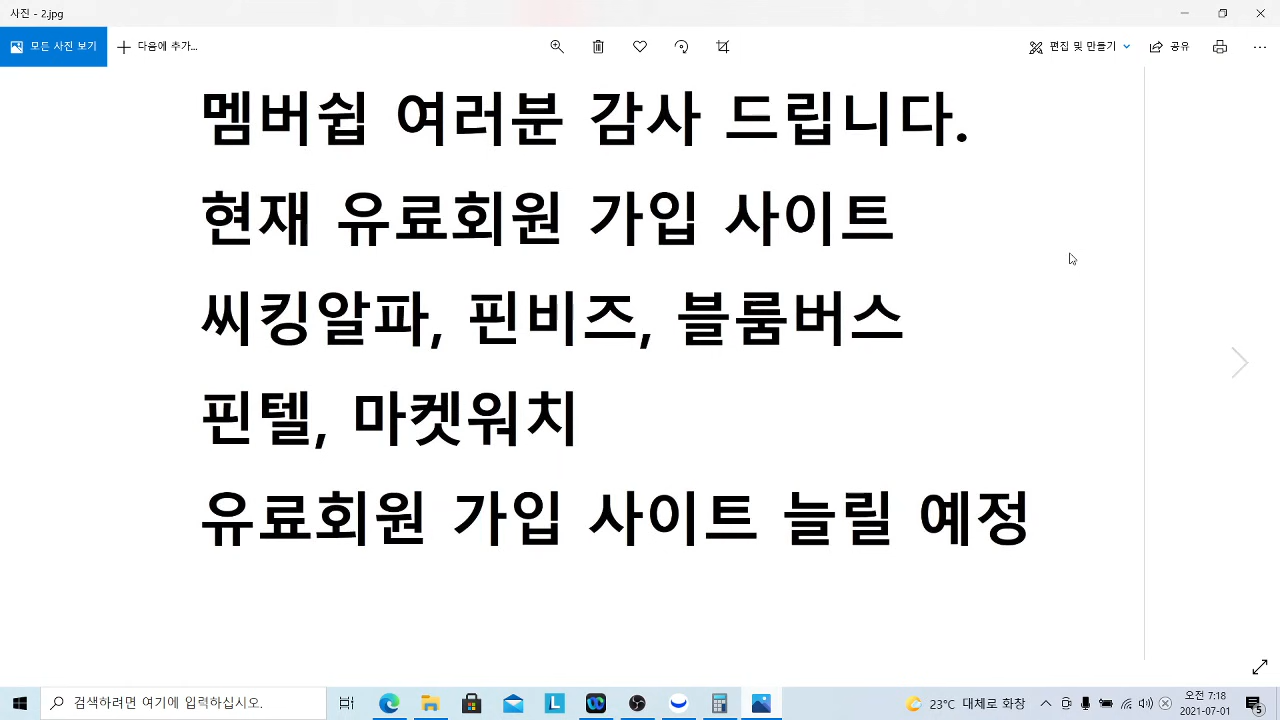 사진 - 2.jpg
모든 사진 보기
다음에 추가...
편집 및 만들기
공유
멤버쉽 여러분 감사 드립니다.
현재 유료회원 가입 사이트
씨킹알파, 핀비즈, 블룸버스
핀텔, 마켓워치
유료회원 가입 사이트 늘릴 예정
검색하려면 여기에 입력하십시오.
L
23°C 대체로 화창
오전 7:18
2021-07-01
5